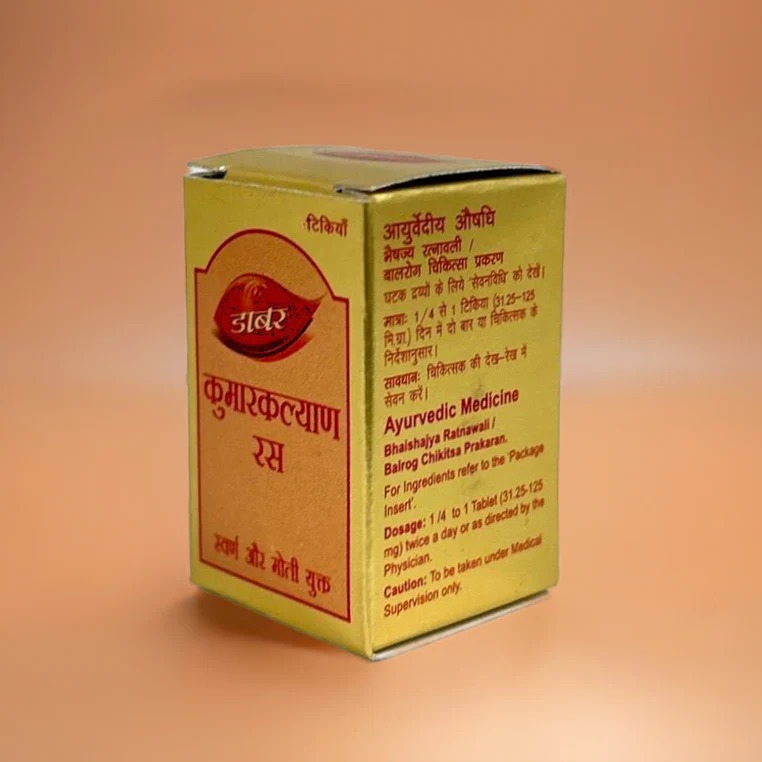 टिकियाँ
डाबर
कुमारकल्याण
रस
स्वर्ण और मोती युक्त
आयुर्वेदीय औषधि
भैषज्य रत्नावली /
बालरोग चिकित्सा प्रकरण
घटक द्रव्यों के लिये 'सेवनविधि' को देखें।
मात्राः 1/4 से 1 टिकिया (31.25-125
मि.ग्रा.) दिन में दो बार या चिकित्सक के
निर्देशानुसार।
सावधानः चिकित्सक की देख-रेख में
सेवन करें।
Ayurvedic Medicine
Bhaishajya Ratnawali /
Balrog Chikitsa Prakaran.
For Ingredients refer to the 'Package
Insert'.
Dosage: 1/4 to 1 Tablet (31.25-125
mg) twice a day or as directed by the
Physician.
Caution: To be taken under Medical
Supervision only.